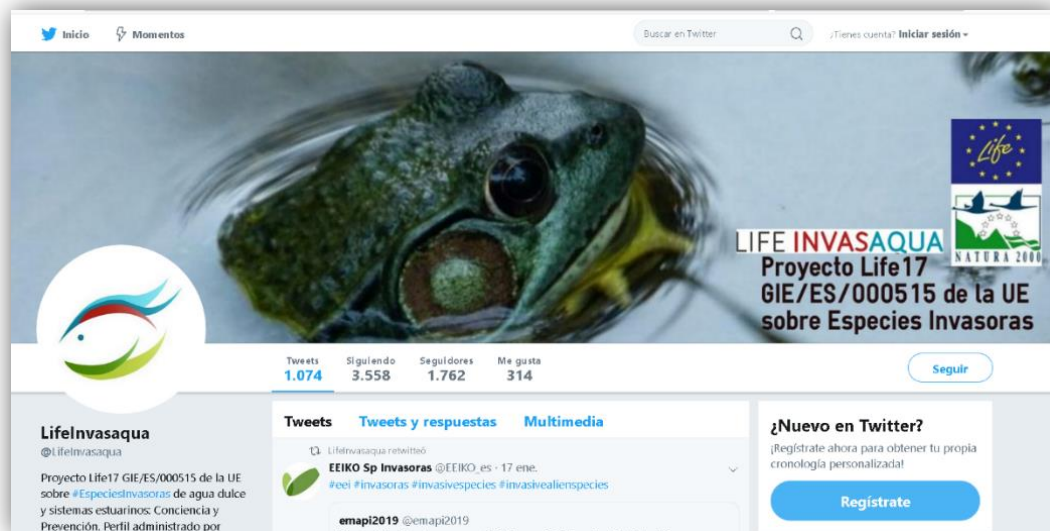 Inicio
Momentos
Buscar en Twitter
¿Tienes cuenta? Iniciar sesión
Life
NATURA 2000
LIFE INVASAQUA
Proyecto Life17
GIE/ES/000515 de la UE
sobre Especies Invasoras
Tweets
1.074
Siguiendo
3.558
Seguidores
1.762
Me gusta
314
Seguir
LifeInvasaqua
@LifeInvasaqua
Proyecto Life17 GIE/ES/000515 de la UE
sobre #EspeciesInvasoras de agua dulce
y sistemas estuarinos: Conciencia y
Prevención. Perfil administrado por
Tweets Tweets y respuestas Multimedia
LifeInvasaqua retwitteó
EEIKO Sp Invasoras @EEIKO_es · 17 ene.
#eei #invasoras #invasivespecies #invasivealienspecies
emapi2019 @emapi2019
¿Nuevo en Twitter?
¡Regístrate ahora para obtener tu propia
cronología personalizada!
Regístrate